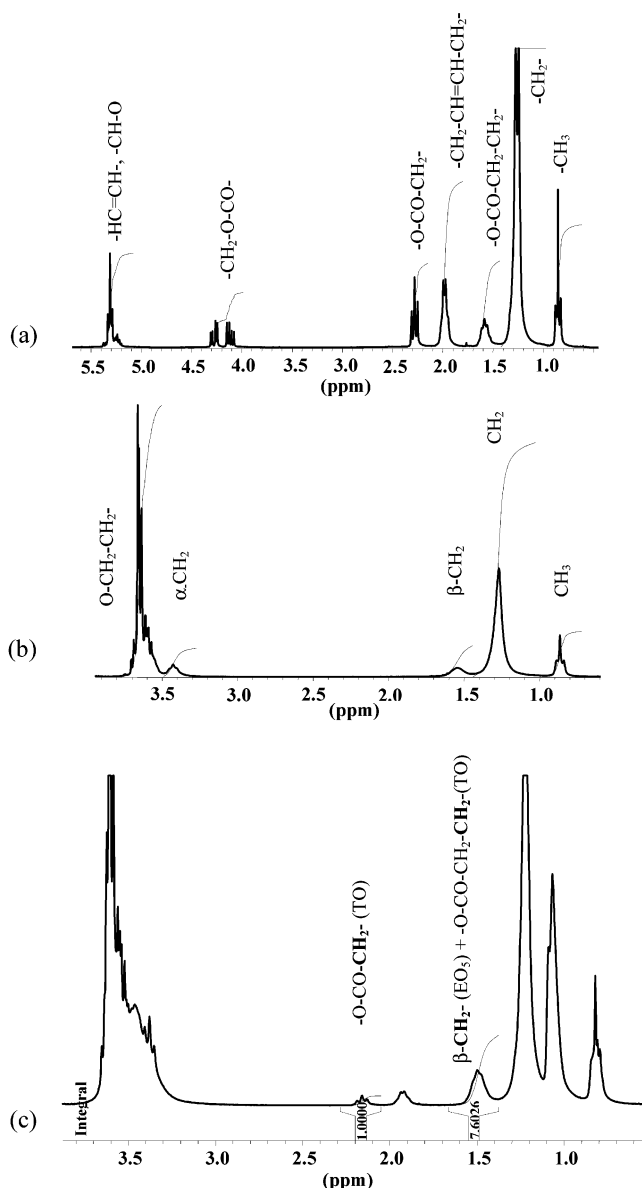 -HC=CH-, -CH-O
-CH₂-O-CO-
-O-CO-CH₂-
-CH₂-CH=CH-CH₂-
-O-CO-CH₂-CH₂-
-CH₂-
-CH₃
(a)
5.5 5.0 4.5 4.0 3.5 3.0 2.5 2.0 1.5 1.0
(ppm)
O-CH₂-CH₂-
α-CH₂
β-CH₂
CH₂
CH₃
(b)
3.5 3.0 2.5 2.0 1.5 1.0
(ppm)
-O-CO-CH₂- (TO)
β-CH₂- (EO₅) + -O-CO-CH₂-CH₂-(TO)
(c)
Integral
1.0000
7.6026
3.5 3.0 2.5 2.0 1.5 1.0
(ppm)